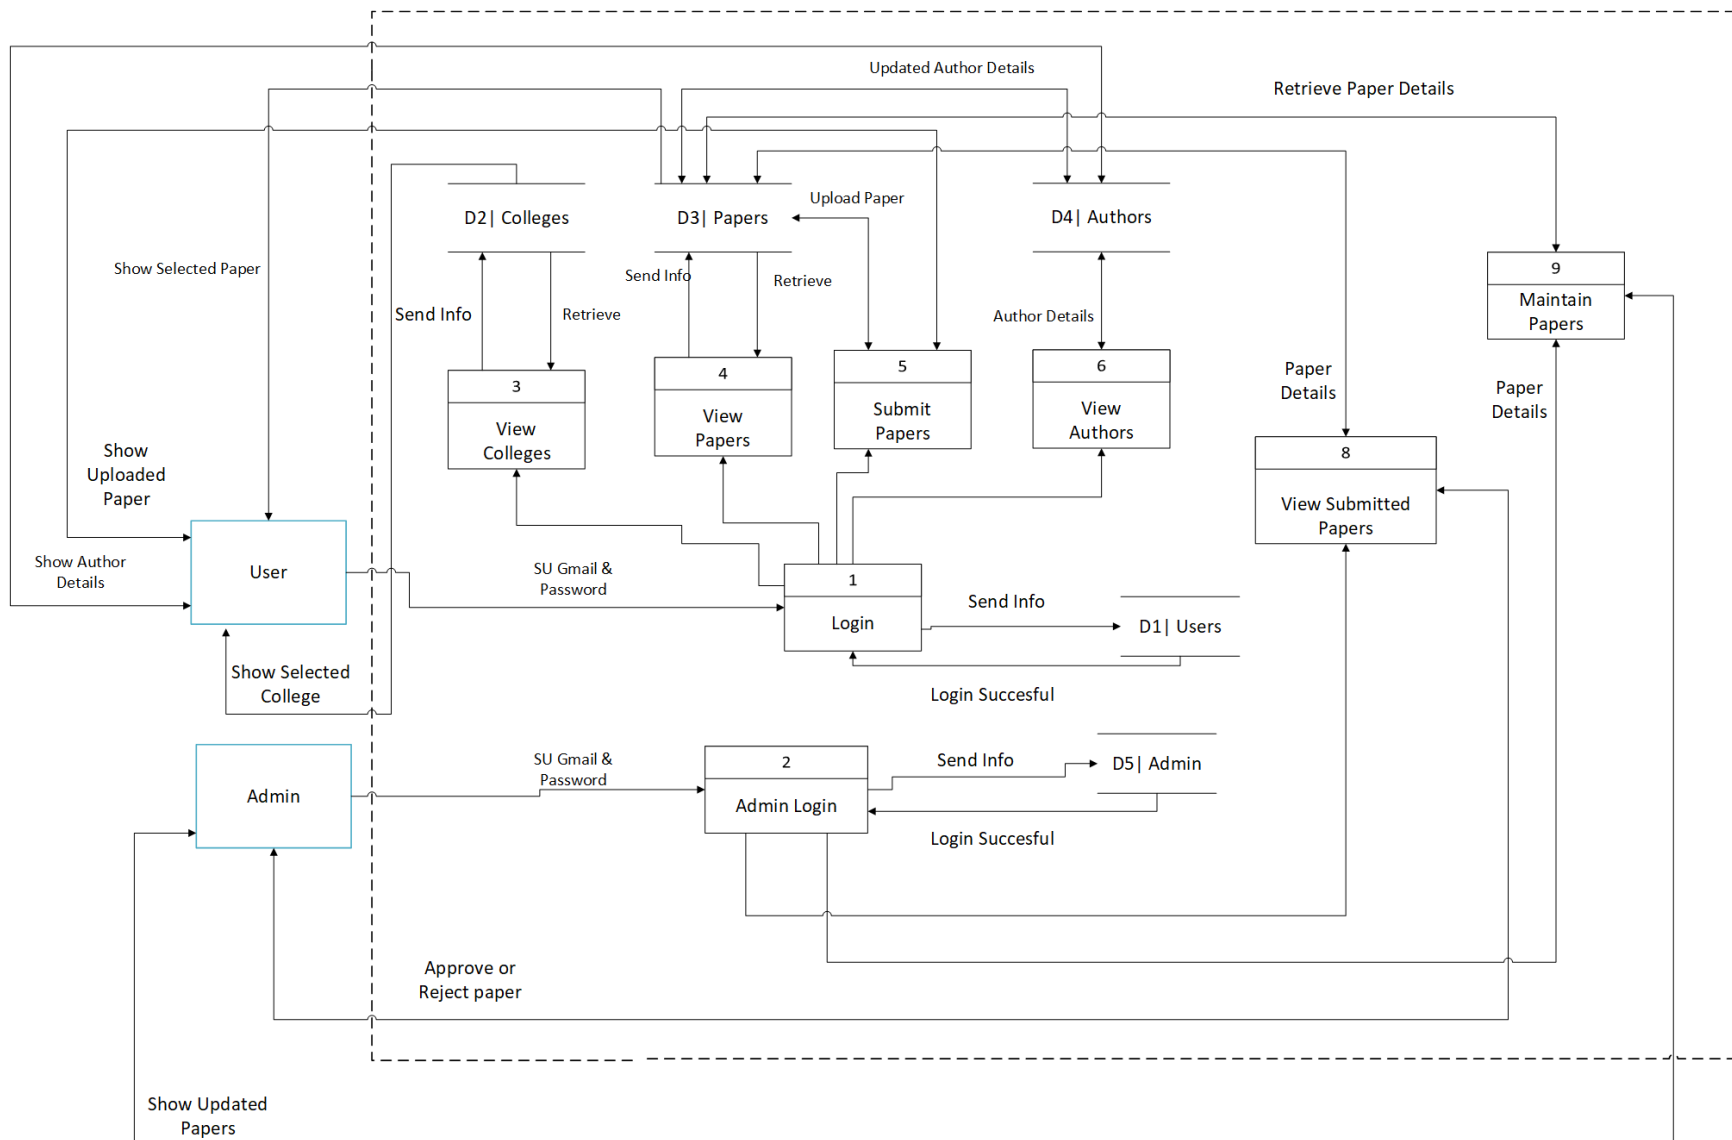 Updated Author Details
Retrieve Paper Details
D2| Colleges
D3| Papers
Upload Paper
D4| Authors
Show Selected Paper
Send Info
Retrieve
Send Info
Retrieve
Author Details
9
Maintain
Papers
3
View
Colleges
4
View
Papers
5
Submit
Papers
6
View
Authors
Paper
Details
Paper
Details
8
View Submitted
Papers
Show
Uploaded
Paper
Show Author
Details
User
SU Gmail &
Password
1
Login
Send Info
D1| Users
Login Succesful
Show Selected
College
Admin
SU Gmail &
Password
2
Admin Login
Send Info
D5| Admin
Login Succesful
Approve or
Reject paper
Show Updated
Papers